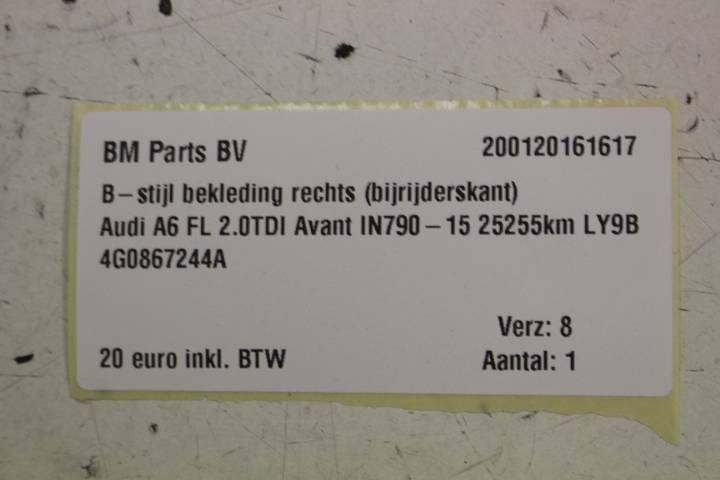 BM Parts BV 200120161617
B-stijl bekleding rechts (bijrijderskant)
Audi A6 FL 2.0TDI Avant IN790-15 25255km LY9B
4G0867244A
Verz: 8
20 euro inkl. BTW Aantal: 1